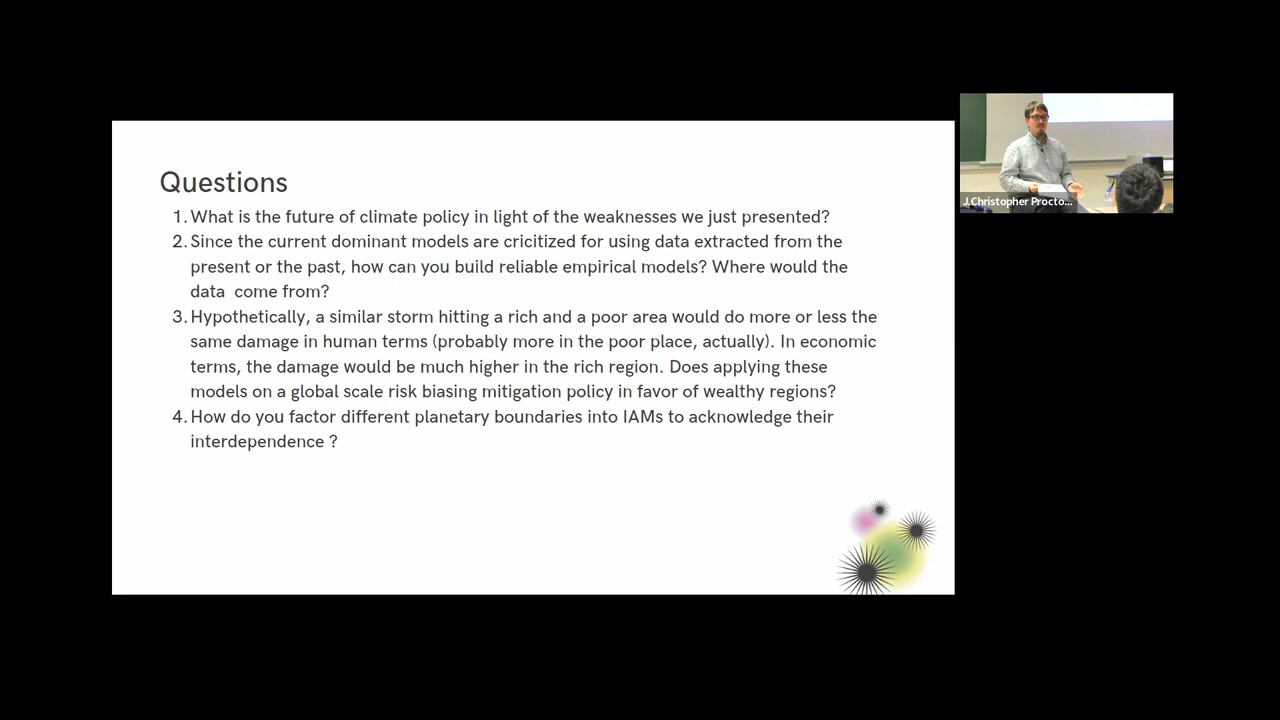 Questions
1. What is the future of climate policy in light of the weaknesses we just presented?
2. Since the current dominant models are cricitized for using data extracted from the
present or the past, how can you build reliable empirical models? Where would the
data  come from?
3. Hypothetically, a similar storm hitting a rich and a poor area would do more or less the
same damage in human terms (probably more in the poor place, actually). In economic
terms, the damage would be much higher in the rich region. Does applying these
models on a global scale risk biasing mitigation policy in favor of wealthy regions?
4. How do you factor different planetary boundaries into IAMs to acknowledge their
interdependence ?
J.Christopher Procto...